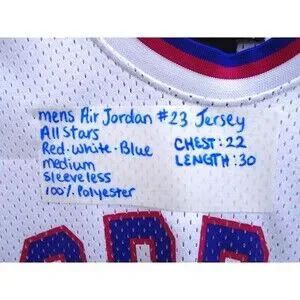 mens Air Jordan #23 Jersey
All Stars
Red-White-Blue
medium
sleeveless
100% Polyester
CHEST: 22
LENGTH: 30